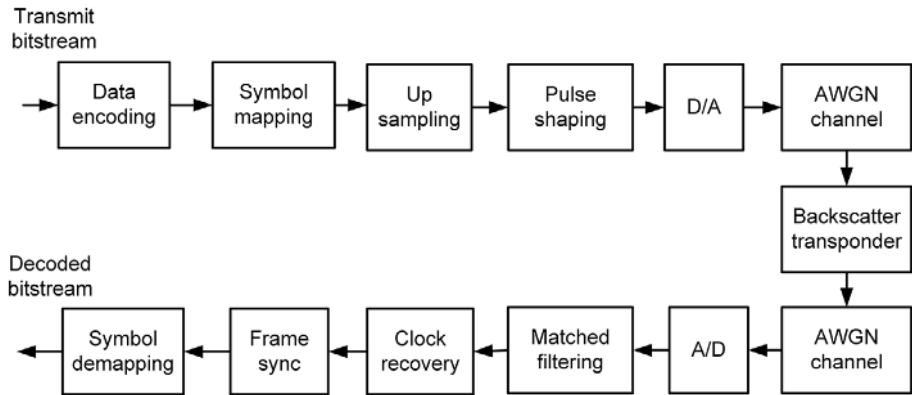 Transmit
bitstream
Data
encoding
Symbol
mapping
Up
sampling
Pulse
shaping
D/A
AWGN
channel
Backscatter
transponder
Decoded
bitstream
Symbol
demapping
Frame
sync
Clock
recovery
Matched
filtering
A/D
AWGN
channel